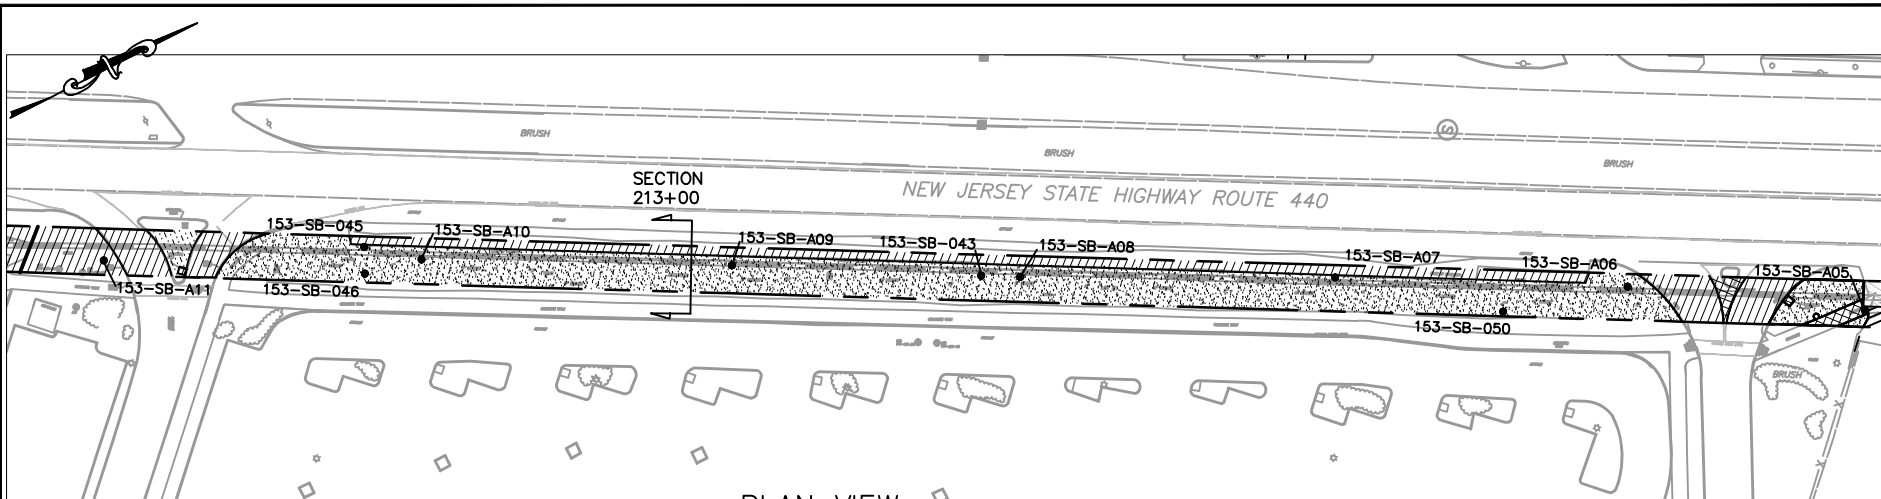 BRUSH
BRUSH
BRUSH
SECTION
213+00
NEW JERSEY STATE HIGHWAY ROUTE 440
S
153-SB-045
153-SB-A10
153-SB-A09
153-SB-043
153-SB-A08
153-SB-A07
153-SB-A06
153-SB-A05
153-SB-A11
153-SB-046
153-SB-050
BRUSH
PLAN VIEW